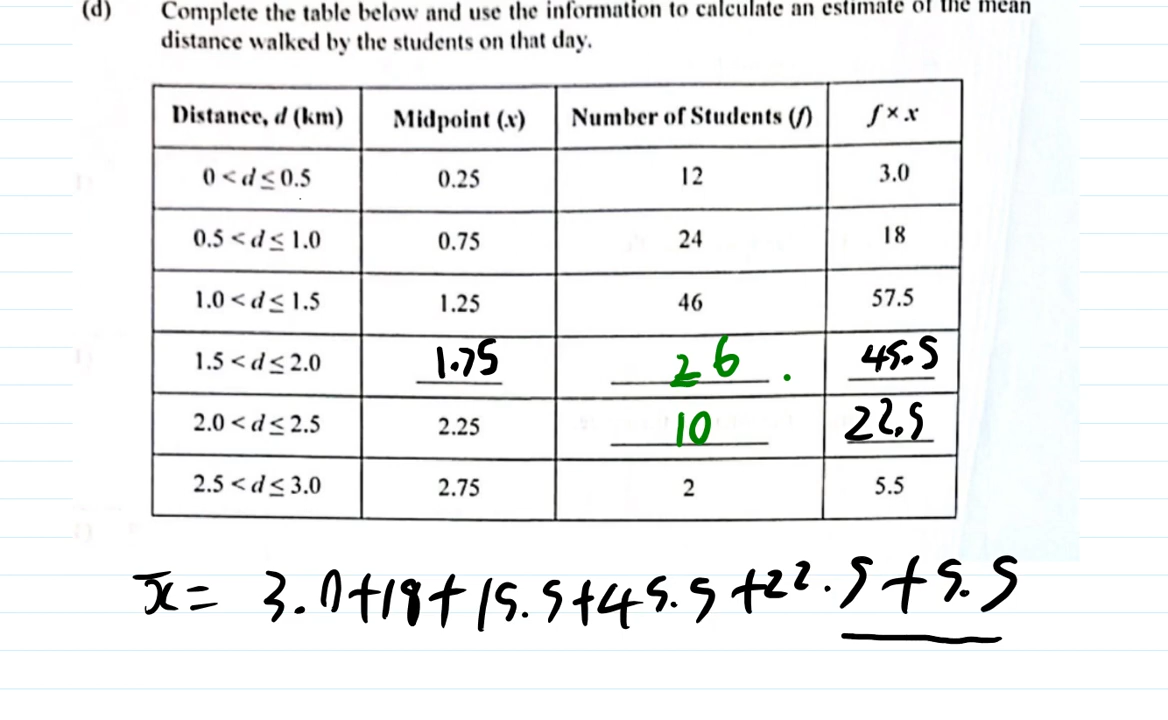 (d) Complete the table below and use the information to calculate an estimate of the mean
distance walked by the students on that day.
Distance, d (km) Midpoint (x) Number of Students (f) f × x
0 < d ≤ 0.5 0.25 12 3.0
0.5 < d ≤ 1.0 0.75 24 18
1.0 < d ≤ 1.5 1.25 46 57.5
1.5 < d ≤ 2.0 1.75 26 . 45.5
2.0 < d ≤ 2.5 2.25 10 22.5
2.5 < d ≤ 3.0 2.75 2 5.5
x̄ = 3.0+18+15.5+45.5+22.5+5.5